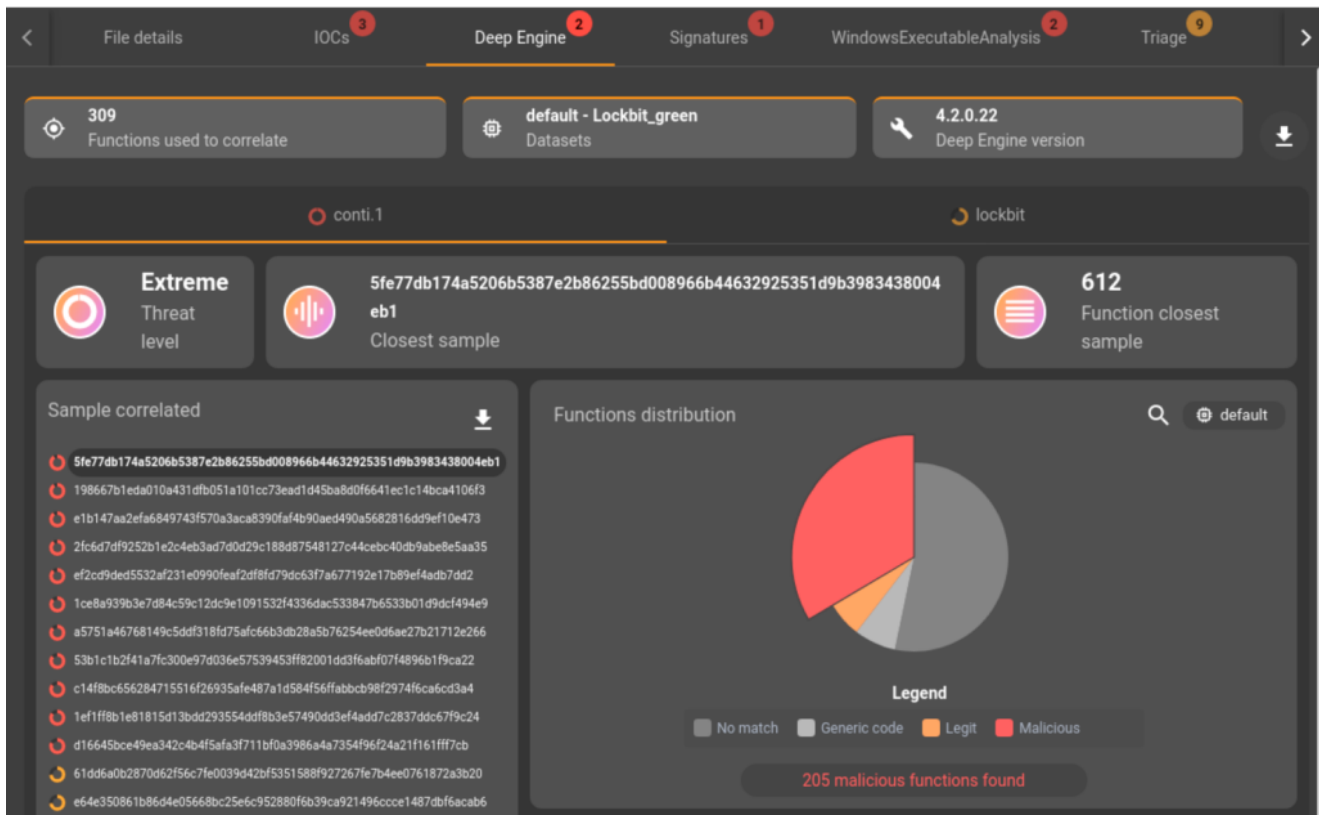 File details
IOCs
3
Deep Engine
2
Signatures
1
WindowsExecutableAnalysis
2
Triage
9
309
Functions used to correlate
default - Lockbit_green
Datasets
4.2.0.22
Deep Engine version
conti.1
lockbit
Extreme
Threat
level
5fe77db174a5206b5387e2b86255bd008966b44632925351d9b3983438004
eb1
Closest sample
612
Function closest
sample
Sample correlated
5fe77db174a5206b5387e2b86255bd008966b44632925351d9b3983438004eb1
198667b1eda010a431dfb051a101cc73ead1d45ba8d0f6641ec1c14bca4106f3
e1b147aa2efa6849743f570a3aca8390faf4b90aed490a5682816dd9ef10e473
2fc6d7df9252b1e2c4eb3ad7d0d29c188d87548127c44cebc40db9abe8e5aa35
ef2cd9ded5532af231e0990feaf2df8fd79dc63f7a677192e17b89ef4adb7dd2
1ce8a939b3e7d84c59c12dc9e1091532f4336dac533847b6533b01d9dcf494e9
a5751a46768149c5ddf318fd75afc66b3db28a5b76254ee0d6ae27b21712e266
53b1c1b2f41a7fc300e97d036e57539453ff82001dd3f6abf07f4896b1f9ca22
c14f8bc656284715516f26935afe487a1d584f56ffabbcb98f2974f6ca6cd3a4
1ef1ff8b1e81815d13bdd293554ddf8b3e57490dd3ef4add7c2837ddc67f9c24
d16645bce49ea342c4b4f5afa3f711bf0a3986a4a7354f96f24a21f161fff7cb
61dd6a0b2870d62f56c7fe0039d42bf5351588f927267fe7b4ee0761872a3b20
e64e350861b86d4e05668bc25e6c952880f6b39ca921496ccce1487dbf6acab6
Functions distribution
default
Legend
No match
Generic code
Legit
Malicious
205 malicious functions found